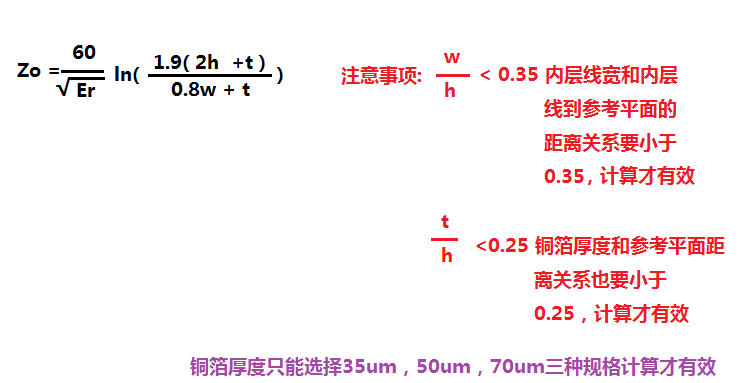 Zo = 60 / √Er ln( 1.9( 2h +t ) / 0.8w + t )
注意事项: w / h < 0.35 内层线宽和内层
线到参考平面的
距离关系要小于
0.35 , 计算才有效
t / h <0.25 铜箔厚度和参考平面距
离关系也要小于
0.25 , 计算才有效
铜箔厚度只能选择35um , 50um , 70um三种规格计算才有效